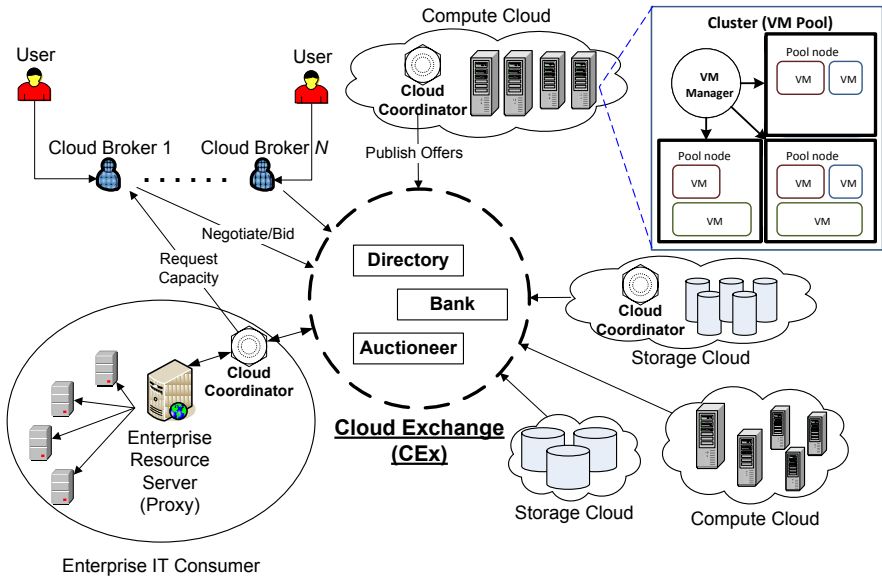 Compute Cloud
Cluster (VM Pool)
User
User
Cloud
Coordinator
VM
Manager
Pool node
VM
VM
Pool node
VM
VM
Pool node
VM
VM
VM
Cloud Broker 1
. . . . . .
Cloud Broker N
Publish Offers
Negotiate/Bid
Request
Capacity
Directory
Bank
Auctioneer
Cloud Exchange
(CEx)
Cloud
Coordinator
Storage Cloud
Cloud
Coordinator
Enterprise
Resource
Server
(Proxy)
Enterprise IT Consumer
Storage Cloud
Compute Cloud